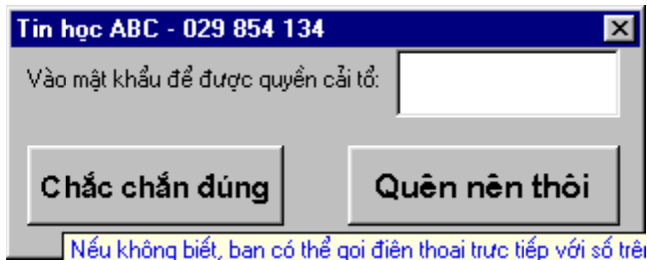 Tin học ABC - 029 854 134
Vào mật khẩu để được quyền cải tổ:
Chắc chắn đúng
Quên nên thôi
Nếu không biết, bạn có thể gọi điện thoại trực tiếp với số trên